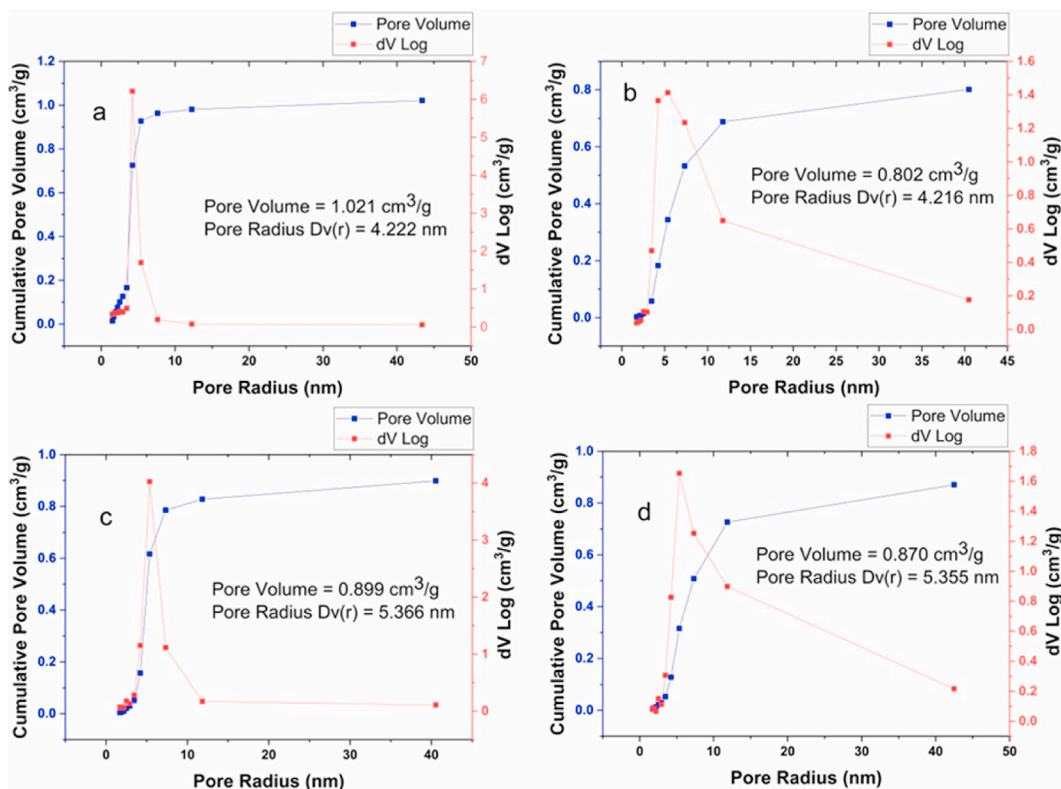 Pore Volume
dV Log
a
Pore Volume = 1.021 cm³/g
Pore Radius Dv(r) = 4.222 nm
Cumulative Pore Volume (cm³/g)
0.0
0.2
0.4
0.6
0.8
1.0
1.2
dV Log (cm³/g)
0
1
2
3
4
5
6
7
0
10
20
30
40
50
Pore Radius (nm)
Pore Volume
dV Log
b
Pore Volume = 0.802 cm³/g
Pore Radius Dv(r) = 4.216 nm
Cumulative Pore Volume (cm³/g)
0.0
0.2
0.4
0.6
0.8
dV Log (cm³/g)
0.0
0.2
0.4
0.6
0.8
1.0
1.2
1.4
1.6
0
5
10
15
20
25
30
35
40
45
Pore Radius (nm)
Pore Volume
dV Log
c
Pore Volume = 0.899 cm³/g
Pore Radius Dv(r) = 5.366 nm
Cumulative Pore Volume (cm³/g)
0.0
0.2
0.4
0.6
0.8
1.0
dV Log (cm³/g)
0
1
2
3
4
0
10
20
30
40
Pore Radius (nm)
Pore Volume
dV Log
d
Pore Volume = 0.870 cm³/g
Pore Radius Dv(r) = 5.355 nm
Cumulative Pore Volume (cm³/g)
0.0
0.2
0.4
0.6
0.8
1.0
dV Log (cm³/g)
0.0
0.2
0.4
0.6
0.8
1.0
1.2
1.4
1.6
1.8
0
10
20
30
40
50
Pore Radius (nm)